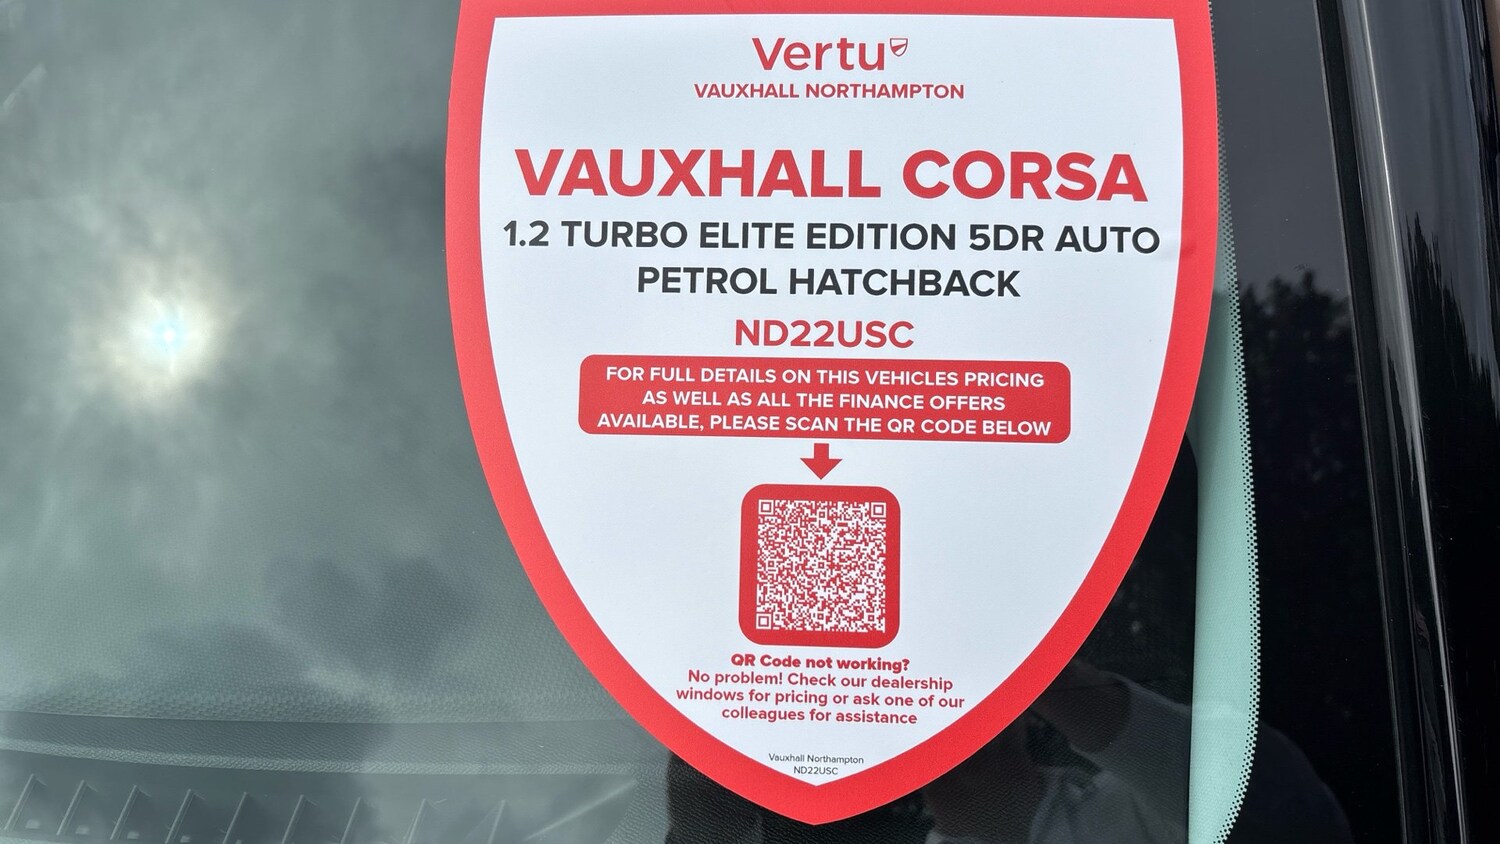 Vertu
VAUXHALL NORTHAMPTON
VAUXHALL CORSA
1.2 TURBO ELITE EDITION 5DR AUTO
PETROL HATCHBACK
ND22USC
FOR FULL DETAILS ON THIS VEHICLES PRICING
AS WELL AS ALL THE FINANCE OFFERS
AVAILABLE, PLEASE SCAN THE QR CODE BELOW
QR Code not working?
No problem! Check our dealership
windows for pricing or ask one of our
colleagues for assistance
Vauxhall Northampton
ND22USC